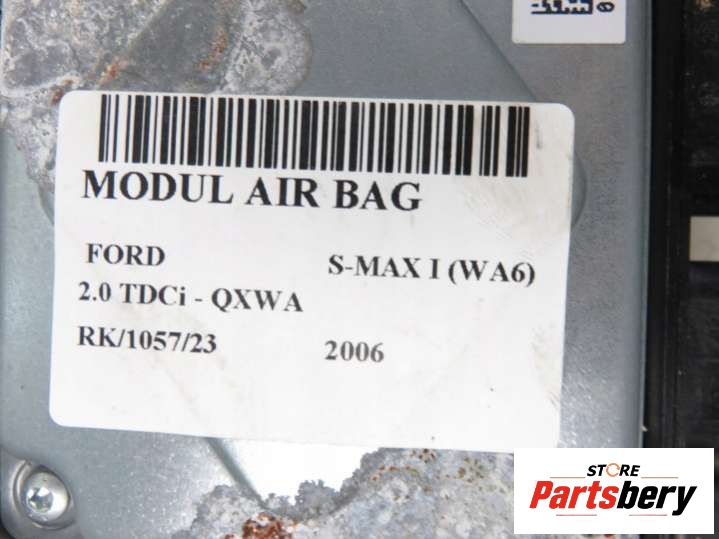 MODUL AIR BAG
FORD S-MAX I (WA6)
2.0 TDCi - QXWA
RK/1057/23 2006
STORE
Partsbery